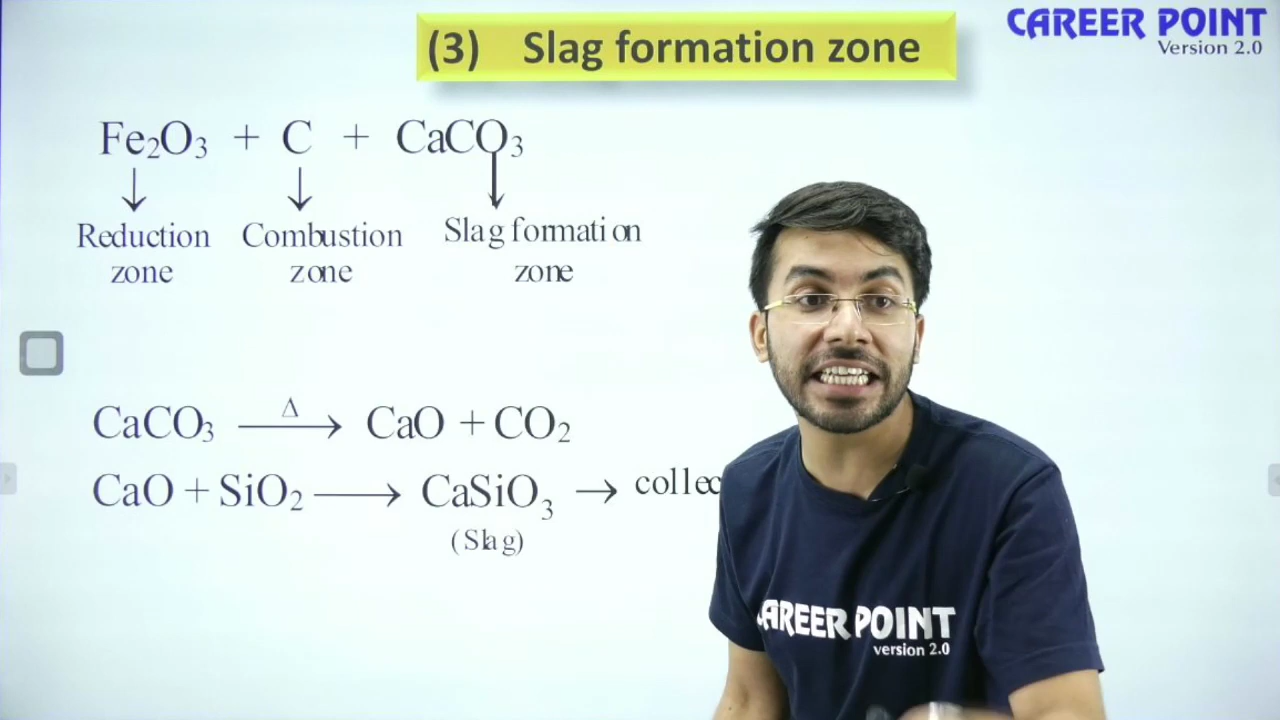 (3) Slag formation zone
CAREER POINT
Version 2.0
Fe₂O₃ + C + CaCO₃
↓ ↓ ↓
Reduction zone
Combustion zone
Slag formation zone
CaCO₃ —Δ→ CaO + CO₂
CaO + SiO₂ ⟶ CaSiO₃ → collec
(Slag)
CAREER POINT
version 2.0